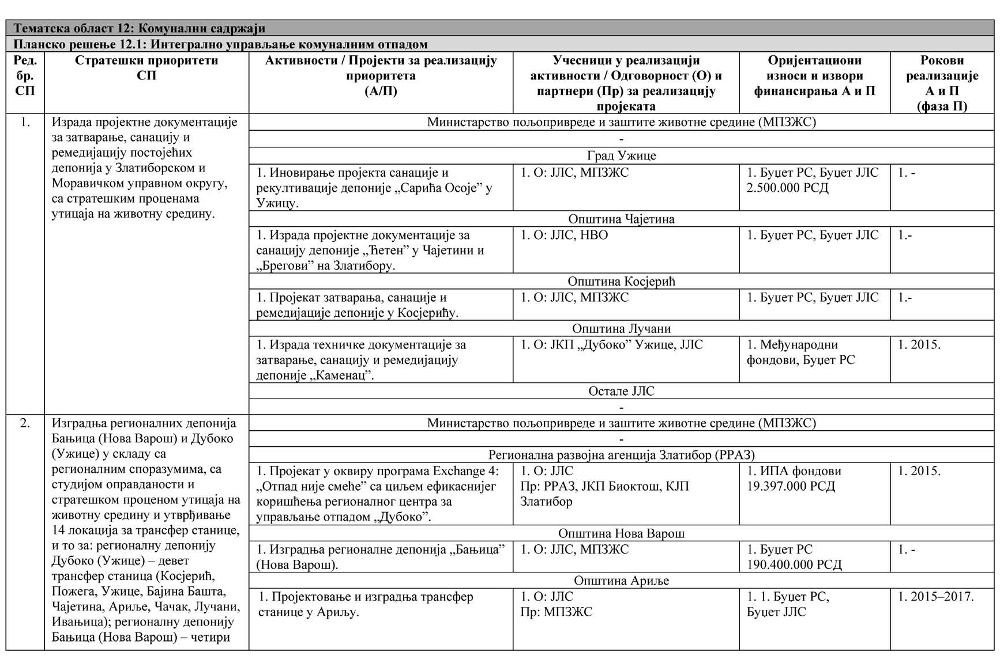 Тематска област 12: Комунални садржаји
Планско решење 12.1: Интегрално управљање комуналним отпадом
Ред.
бр.
СП
Стратешки приоритети
СП
Активности / Пројекти за реализацију
приоритета
(А/П)
Учесници у реализацији
активности / Одговорност (О) и
партнери (Пр) за реализацију
пројеката
Оријентациони
износи и извори
финансирања А и П
Рокови
реализације
А и П
(фаза П)
1.
Израда пројектне документације
за затварање, санацију и
ремедијацију постојећих
депонија у Златиборском и
Моравичком управном округу,
са стратешким проценама
утицаја на животну средину.
Министарство пољопривреде и заштите животне средине (МПЗЖС)
-
Град Ужице
1. Иновирање пројекта санације и
рекултивације депоније „Сарића Осоје” у
Ужицу.
1. О: ЈЛС, МПЗЖС
1. Буџет РС, Буџет ЈЛС
2.500.000 РСД
1. -
Општина Чајетина
1. Израда пројектне документације за
санацију депоније „Ћетен” у Чајетини и
„Брегови” на Златибору.
1. О: ЈЛС, НВО
1. Буџет РС, Буџет ЈЛС
1.-
Општина Косјерић
1. Пројекат затварања, санације и
ремедијације депоније у Косјерићу.
1. О: ЈЛС, МПЗЖС
1. Буџет РС, Буџет ЈЛС
1.-
Општина Лучани
1. Израда техничке документације за
затварање, санацију и ремедијацију
депоније „Каменац”.
1. О: ЈКП „Дубоко” Ужице, ЈЛС
1. Међународни
фондови, Буџет РС
1. 2015.
Остале ЈЛС
-
2.
Изградња регионалних депонија
Бањица (Нова Варош) и Дубоко
(Ужице) у складу са
регионалним споразумима, са
студијом оправданости и
стратешком проценом утицаја на
животну средину и утврђивање
14 локација за трансфер станице,
и то за: регионалну депонију
Дубоко (Ужице) – девет
трансфер станица (Косјерић,
Пожега, Ужице, Бајина Башта,
Чајетина, Ариље, Чачак, Лучани,
Ивањица); регионалну депонију
Бањица (Нова Варош) – четири
Министарство пољопривреде и заштите животне средине (МПЗЖС)
-
Регионална развојна агенција Златибор (РРАЗ)
1. Пројекат у оквиру програма Exchange 4:
„Отпад није смеће” са циљем ефикаснијег
коришћења регионалног центра за
управљање отпадом „Дубоко”.
1. О: ЈЛС
Пр: РРАЗ, ЈКП Биоктош, КЈП
Златибор
1. ИПА фондови
19.397.000 РСД
1. 2015.
Општина Нова Варош
1. Изградња регионалне депонија „Бањица”
(Нова Варош).
1. О: ЈЛС, МПЗЖС
1. Буџет РС
190.400.000 РСД
1. -
Општина Ариље
1. Пројектовање и изградња трансфер
станице у Ариљу.
1. О: ЈЛС
Пр: МПЗЖС
1. 1. Буџет РС,
Буџет ЈЛС
1. 2015–2017.